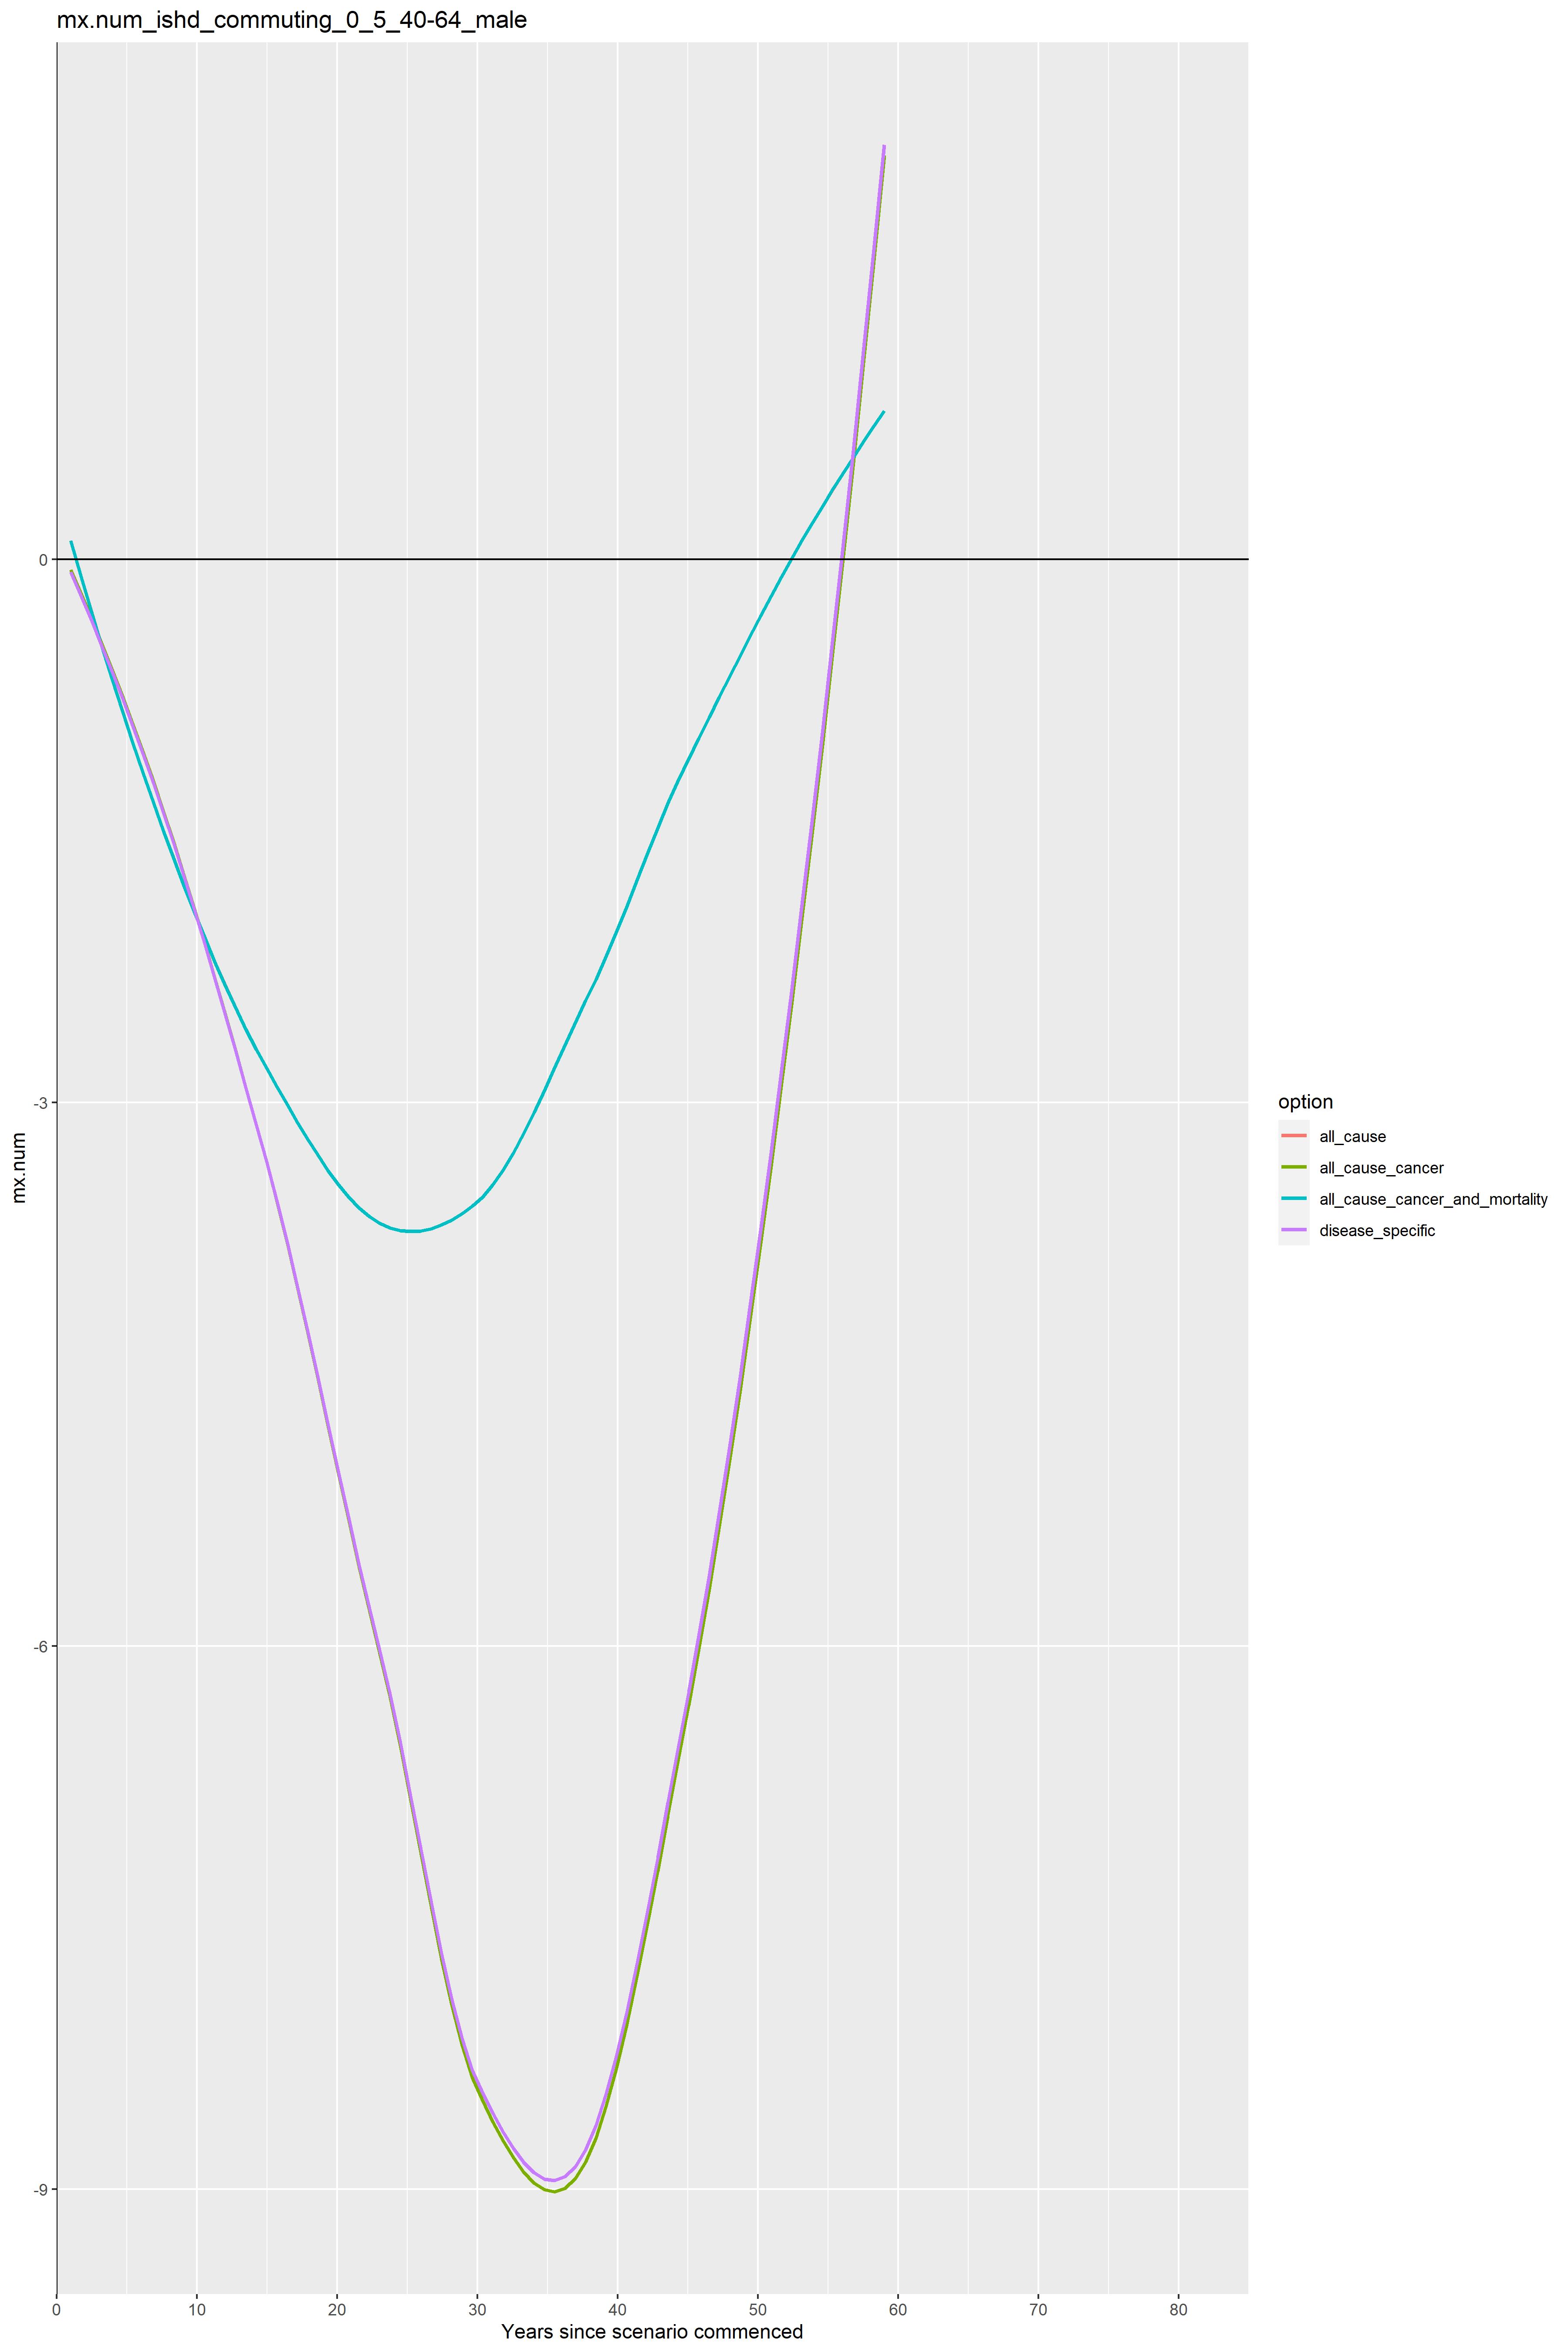 mx.num_ishd_commuting_0_5_40-64_male
0
-3
-6
-9
mx.num
0 10 20 30 40 50 60 70 80
Years since scenario commenced
option
all_cause
all_cause_cancer
all_cause_cancer_and_mortality
disease_specific